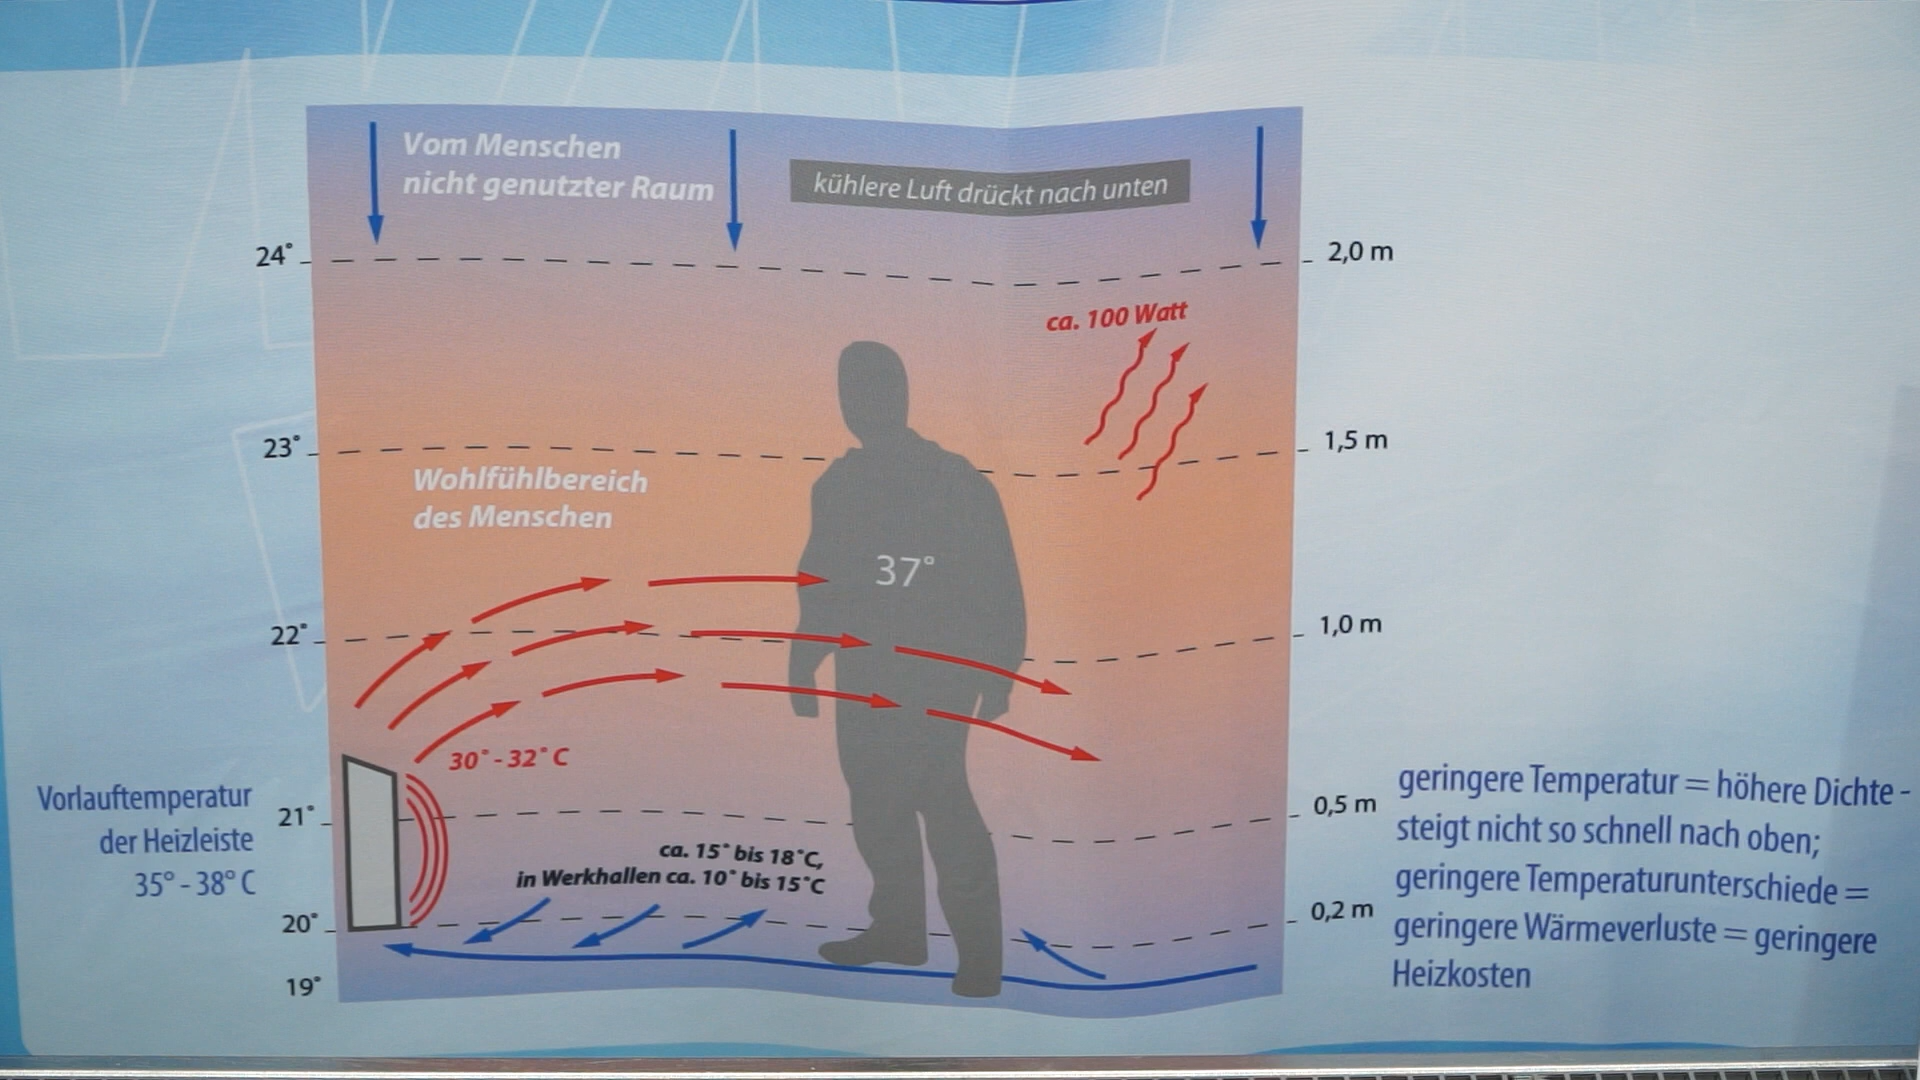 Vom Menschen
nicht genutzter Raum
kühlere Luft drückt nach unten
24°
2,0 m
ca. 100 Watt
23°
1,5 m
Wohlfühlbereich
des Menschen
37°
22°
1,0 m
30° - 32° C
Vorlauftemperatur
der Heizleiste
35° - 38° C
21°
0,5 m
ca. 15° bis 18°C,
in Werkhallen ca. 10° bis 15°C
20°
0,2 m
19°
geringere Temperatur = höhere Dichte -
steigt nicht so schnell nach oben;
geringere Temperaturunterschiede =
geringere Wärmeverluste = geringere
Heizkosten